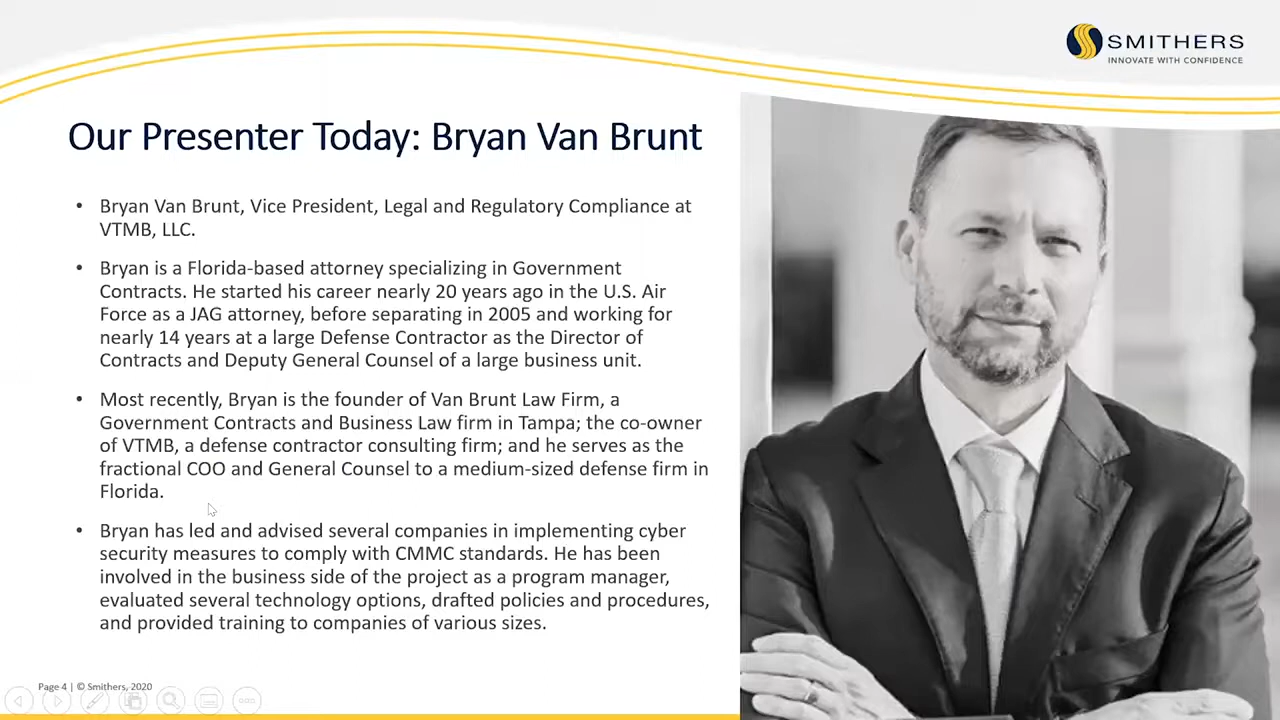 SMITHERS
INNOVATE WITH CONFIDENCE
Our Presenter Today: Bryan Van Brunt
• Bryan Van Brunt, Vice President, Legal and Regulatory Compliance at
VTMB, LLC.
• Bryan is a Florida-based attorney specializing in Government
Contracts. He started his career nearly 20 years ago in the U.S. Air
Force as a JAG attorney, before separating in 2005 and working for
nearly 14 years at a large Defense Contractor as the Director of
Contracts and Deputy General Counsel of a large business unit.
• Most recently, Bryan is the founder of Van Brunt Law Firm, a
Government Contracts and Business Law firm in Tampa; the co-owner
of VTMB, a defense contractor consulting firm; and he serves as the
fractional COO and General Counsel to a medium-sized defense firm in
Florida.
• Bryan has led and advised several companies in implementing cyber
security measures to comply with CMMC standards. He has been
involved in the business side of the project as a program manager,
evaluated several technology options, drafted policies and procedures,
and provided training to companies of various sizes.
Page 4 | © Smithers, 2020